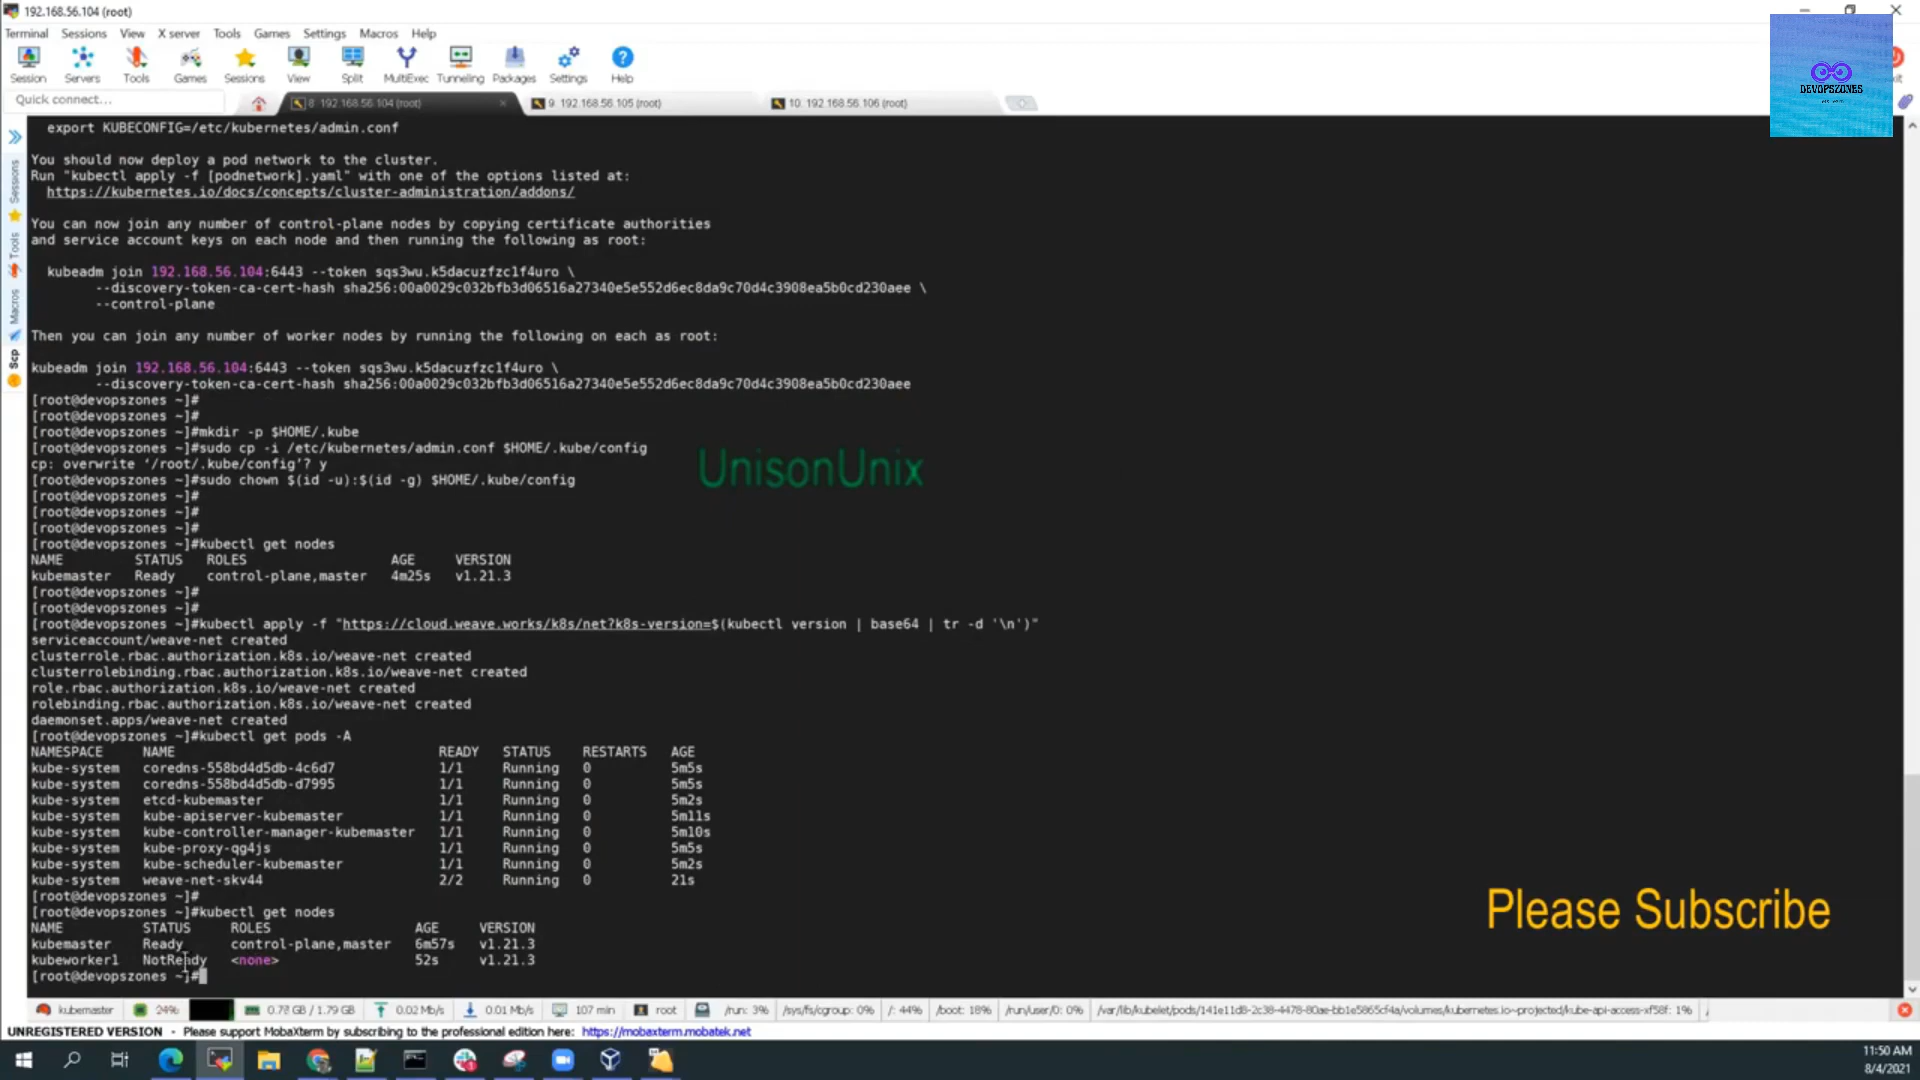 192.168.56.104 (root)
Terminal Sessions View X server Tools Games Settings Macros Help
Session Servers Tools Games Sessions View Split MultiExec Tunneling Packages Settings Help
DEVOPSZONES
Quick connect...
8. 192.168.56.104 (root)
9. 192.168.56.105 (root)
10. 192.168.56.106 (root)
Sessions
Tools
Macros
Scp
export KUBECONFIG=/etc/kubernetes/admin.conf
You should now deploy a pod network to the cluster.
Run "kubectl apply -f [podnetwork].yaml" with one of the options listed at:
https://kubernetes.io/docs/concepts/cluster-administration/addons/
You can now join any number of control-plane nodes by copying certificate authorities
and service account keys on each node and then running the following as root:
kubeadm join 192.168.56.104:6443 --token sqs3wu.k5dacuzfzc1f4uro \
--discovery-token-ca-cert-hash sha256:00a0029c032bfb3d06516a27340e5e552d6ec8da9c70d4c3908ea5b0cd230aee \
--control-plane
Then you can join any number of worker nodes by running the following on each as root:
kubeadm join 192.168.56.104:6443 --token sqs3wu.k5dacuzfzc1f4uro \
--discovery-token-ca-cert-hash sha256:00a0029c032bfb3d06516a27340e5e552d6ec8da9c70d4c3908ea5b0cd230aee
[root@devopszones ~]#
[root@devopszones ~]#
[root@devopszones ~]#mkdir -p $HOME/.kube
[root@devopszones ~]#sudo cp -i /etc/kubernetes/admin.conf $HOME/.kube/config
cp: overwrite ‘/root/.kube/config’? y
[root@devopszones ~]#sudo chown $(id -u):$(id -g) $HOME/.kube/config
[root@devopszones ~]#
[root@devopszones ~]#
[root@devopszones ~]#
[root@devopszones ~]#kubectl get nodes
NAME STATUS ROLES AGE VERSION
kubemaster Ready control-plane,master 4m25s v1.21.3
[root@devopszones ~]#
[root@devopszones ~]#
[root@devopszones ~]#kubectl apply -f "https://cloud.weave.works/k8s/net?k8s-version=$(kubectl version | base64 | tr -d '\n')"
serviceaccount/weave-net created
clusterrole.rbac.authorization.k8s.io/weave-net created
clusterrolebinding.rbac.authorization.k8s.io/weave-net created
role.rbac.authorization.k8s.io/weave-net created
rolebinding.rbac.authorization.k8s.io/weave-net created
daemonset.apps/weave-net created
[root@devopszones ~]#kubectl get pods -A
NAMESPACE NAME READY STATUS RESTARTS AGE
kube-system coredns-558bd4d5db-4c6d7 1/1 Running 0 5m5s
kube-system coredns-558bd4d5db-d7995 1/1 Running 0 5m5s
kube-system etcd-kubemaster 1/1 Running 0 5m2s
kube-system kube-apiserver-kubemaster 1/1 Running 0 5m11s
kube-system kube-controller-manager-kubemaster 1/1 Running 0 5m10s
kube-system kube-proxy-qg4js 1/1 Running 0 5m5s
kube-system kube-scheduler-kubemaster 1/1 Running 0 5m2s
kube-system weave-net-skv44 2/2 Running 0 21s
[root@devopszones ~]#
[root@devopszones ~]#kubectl get nodes
NAME STATUS ROLES AGE VERSION
kubemaster Ready control-plane,master 6m57s v1.21.3
kubeworker1 NotReady <none> 52s v1.21.3
[root@devopszones ~]#
UnisonUnix
Please Subscribe
kubemaster 24% 0.77 GB / 1.79 GB 0.02 Mb/s 0.01 Mb/s 107 min root /run: 3% /sys/fs/cgroup: 0% /: 44% /boot: 18% /run/user/0: 0% /var/lib/kubelet/pods/141e11d8-2c38-4478-80ae-bb1e5865cf4a/volumes/kubernetes.io~projected/kube-api-access-xf58f: 1%
UNREGISTERED VERSION - Please support MobaXterm by subscribing to the professional edition here: https://mobaxterm.mobatek.net
11:50 AM
8/4/2021